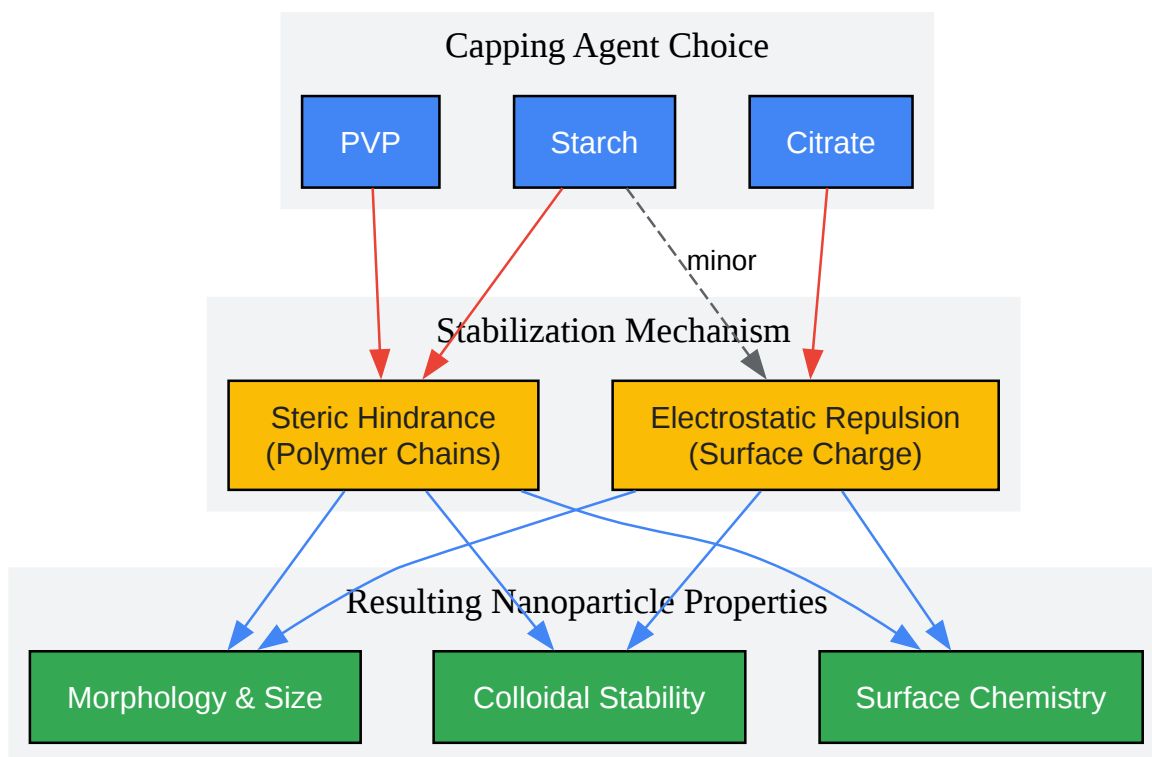 Capping Agent Choice
PVP
Starch
Citrate
minor
Stabilization Mechanism
Steric Hindrance
(Polymer Chains)
Electrostatic Repulsion
(Surface Charge)
Resulting Nanoparticle Properties
Morphology & Size
Colloidal Stability
Surface Chemistry